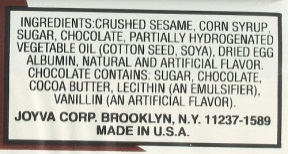 INGREDIENTS:CRUSHED SESAME, CORN SYRUP,
SUGAR, CHOCOLATE, PARTIALLY HYDROGENATED
VEGETABLE OIL (COTTON SEED, SOYA), DRIED EGG
ALBUMIN, NATURAL AND ARTIFICIAL FLAVOR.
CHOCOLATE CONTAINS: SUGAR, CHOCOLATE,
COCOA BUTTER, LECITHIN (AN EMULSIFIER),
VANILLIN (AN ARTIFICIAL FLAVOR).
JOYVA CORP. BROOKLYN, N.Y. 11237-1589
MADE IN U.S.A.